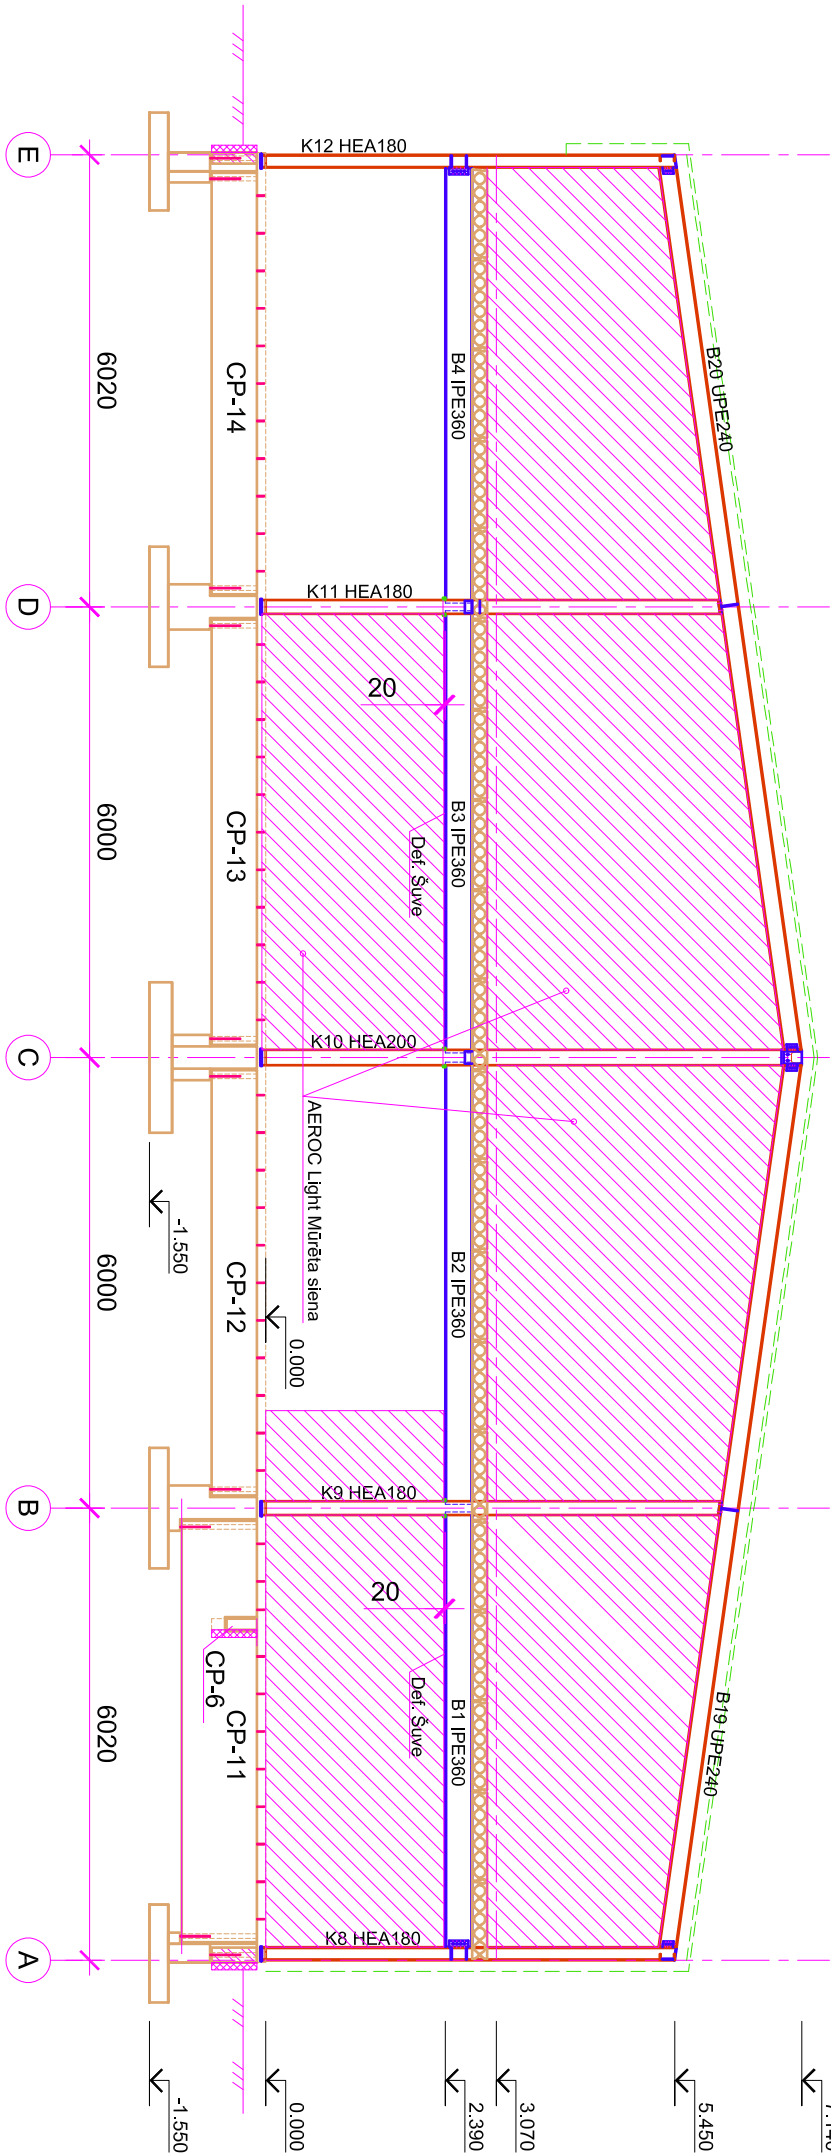 B20 UPE240
B19 UPE240
K12 HEA180
K11 HEA180
K10 HEA200
K9 HEA180
K8 HEA180
B4 IPE360
B3 IPE360
B2 IPE360
B1 IPE360
20
Def. Šuve
20
Def. Šuve
AEROC Light Mūrēta siena
0.000
-1.550
5.450
3.070
2.390
0.000
-1.550
CP-14
CP-13
CP-12
CP-6
CP-11
6020
6000
6000
6020
E
D
C
B
A